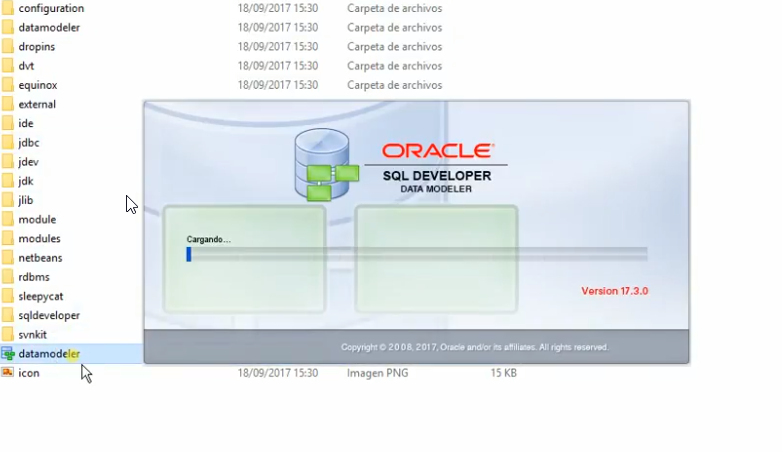 configuration 18/09/2017 15:30 Carpeta de archivos
datamodeler 18/09/2017 15:30 Carpeta de archivos
dropins 18/09/2017 15:30 Carpeta de archivos
dvt 18/09/2017 15:30 Carpeta de archivos
equinox 18/09/2017 15:30 Carpeta de archivos
external
ide
jdbc
jdev
jdk
jlib
module
modules
netbeans
rdbms
sleepycat
sqldeveloper
svnkit
datamodeler
icon 18/09/2017 15:30 Imagen PNG 15 KB
ORACLE
SQL DEVELOPER
DATA MODELER
Cargando...
Version 17.3.0
Copyright © 2008, 2017, Oracle and/or its affiliates. All rights reserved.